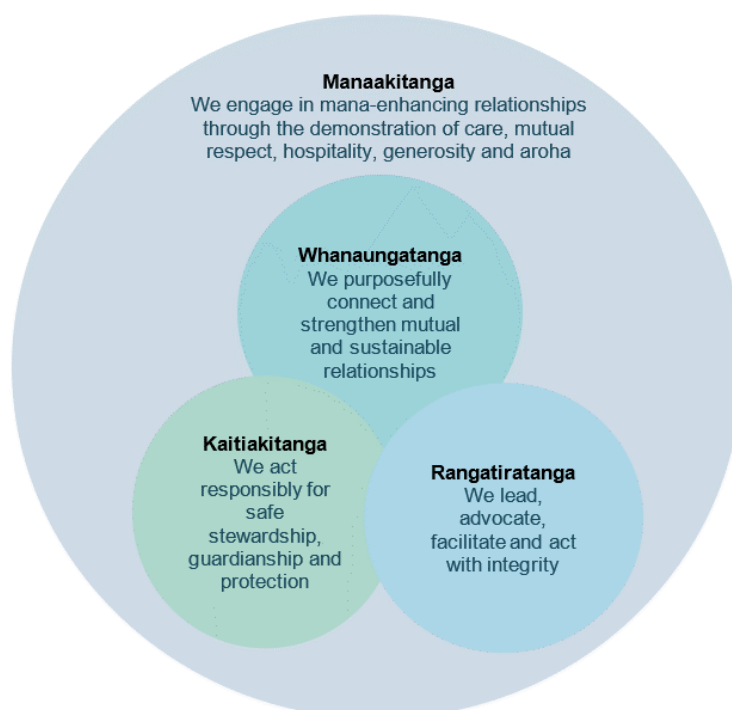 Manaakitanga
We engage in mana-enhancing relationships
through the demonstration of care, mutual
respect, hospitality, generosity and aroha
Whanaungatanga
We purposefully
connect and
strengthen mutual
and sustainable
relationships
Kaitiakitanga
We act
responsibly for
safe
stewardship,
guardianship and
protection
Rangatiratanga
We lead,
advocate,
facilitate and act
with integrity